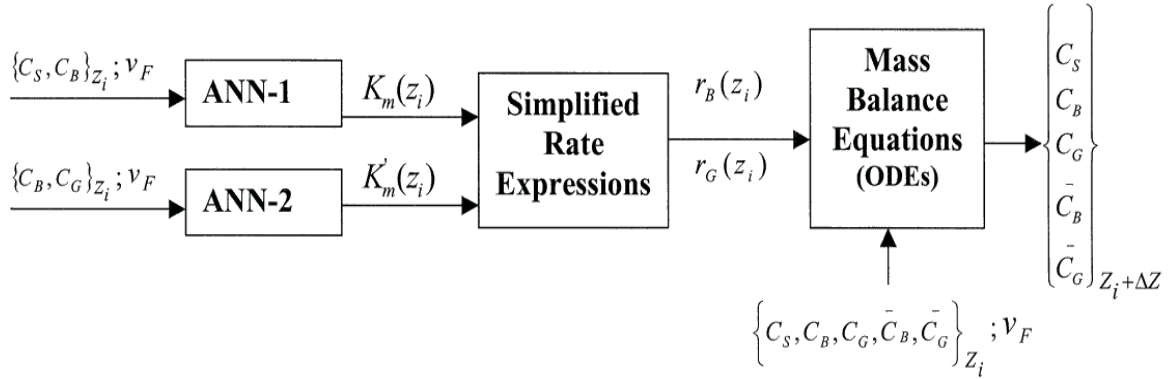 {C_S, C_B}_{Z_i} ; v_F
ANN-1
K_m(z_i)
{C_B, C_G}_{Z_i} ; v_F
ANN-2
K'_m(z_i)
Simplified
Rate
Expressions
r_B(z_i)
r_G(z_i)
Mass
Balance
Equations
(ODEs)
{C_S, C_B, C_G, C̄_B, C̄_G}_{Z_i} ; v_F
C_S
C_B
C_G
C̄_B
C̄_G
Z_i+ΔZ